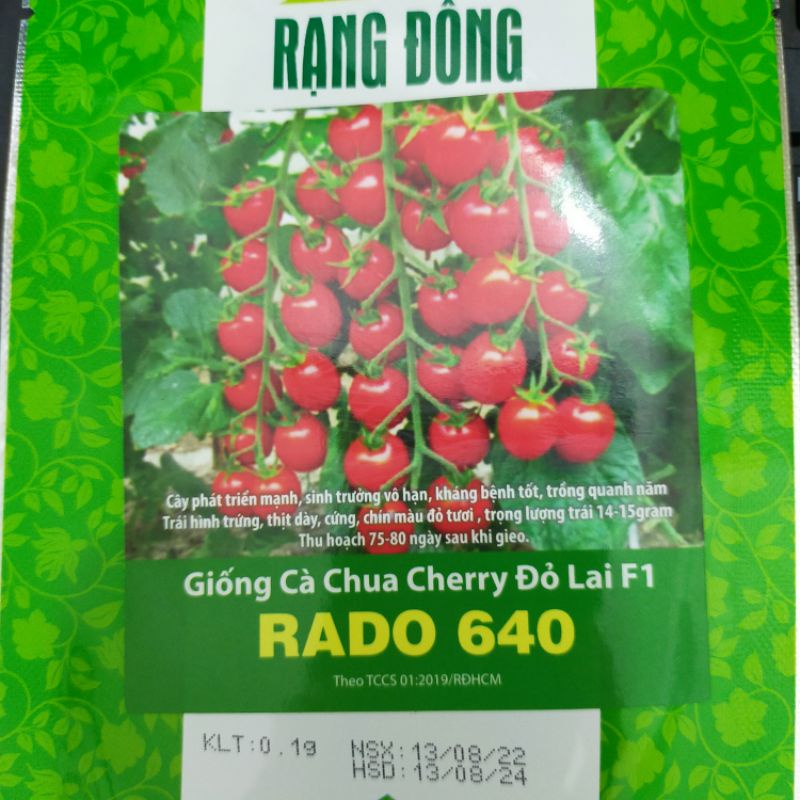 RẠNG ĐÔNG
Cây phát triển mạnh, sinh trưởng vô hạn, kháng bệnh tốt, trồng quanh năm
Trái hình trứng, thịt dày, cứng, chín màu đỏ tươi , trọng lượng trái 14-15gram
Thu hoạch 75-80 ngày sau khi gieo.
Giống Cà Chua Cherry Đỏ Lai F1
RADO 640
Theo TCCS 01:2019/RĐHCM
KLT:0.1g NSX:13/08/22
HSD:13/08/24